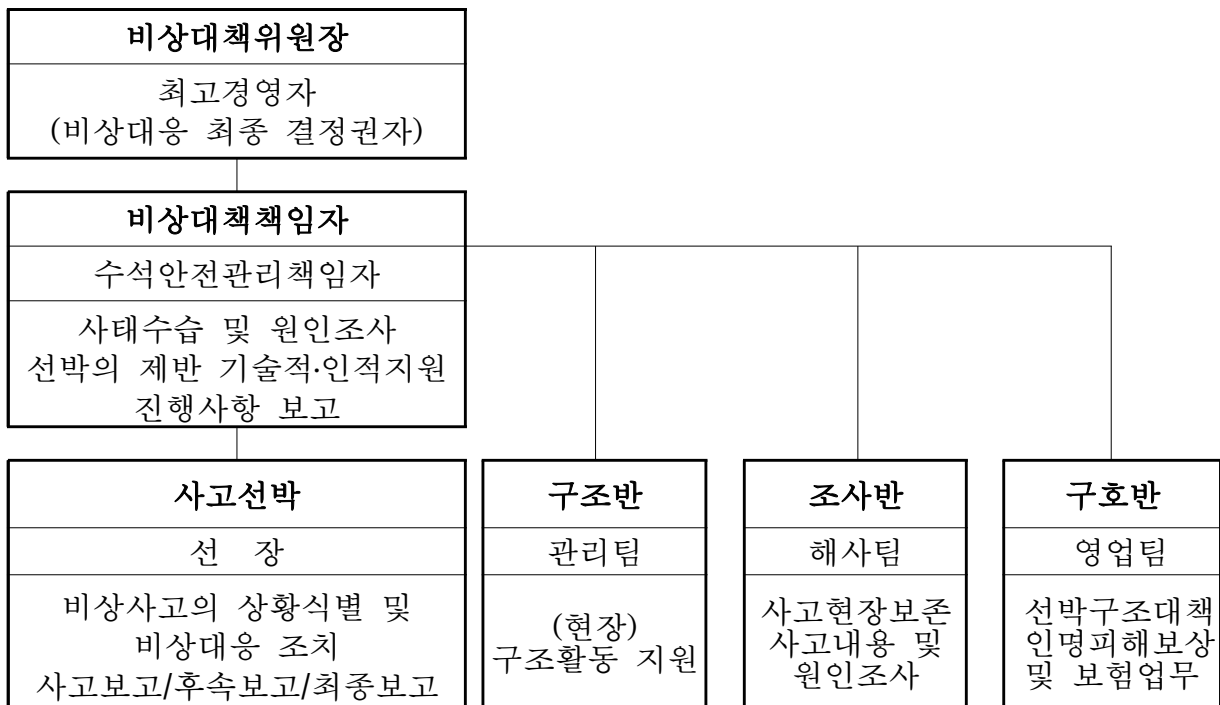 비상대책위원장
최고경영자
(비상대응 최종 결정권자)
비상대책책임자
수석안전관리책임자
사태수습 및 원인조사
선박의 제반 기술적·인적지원
진행사항 보고
사고선박
선 장
비상사고의 상황식별 및
비상대응 조치
사고보고/후속보고/최종보고
구조반
관리팀
(현장)
구조활동 지원
조사반
해사팀
사고현장보존
사고내용 및
원인조사
구호반
영업팀
선박구조대책
인명피해보상
및 보험업무